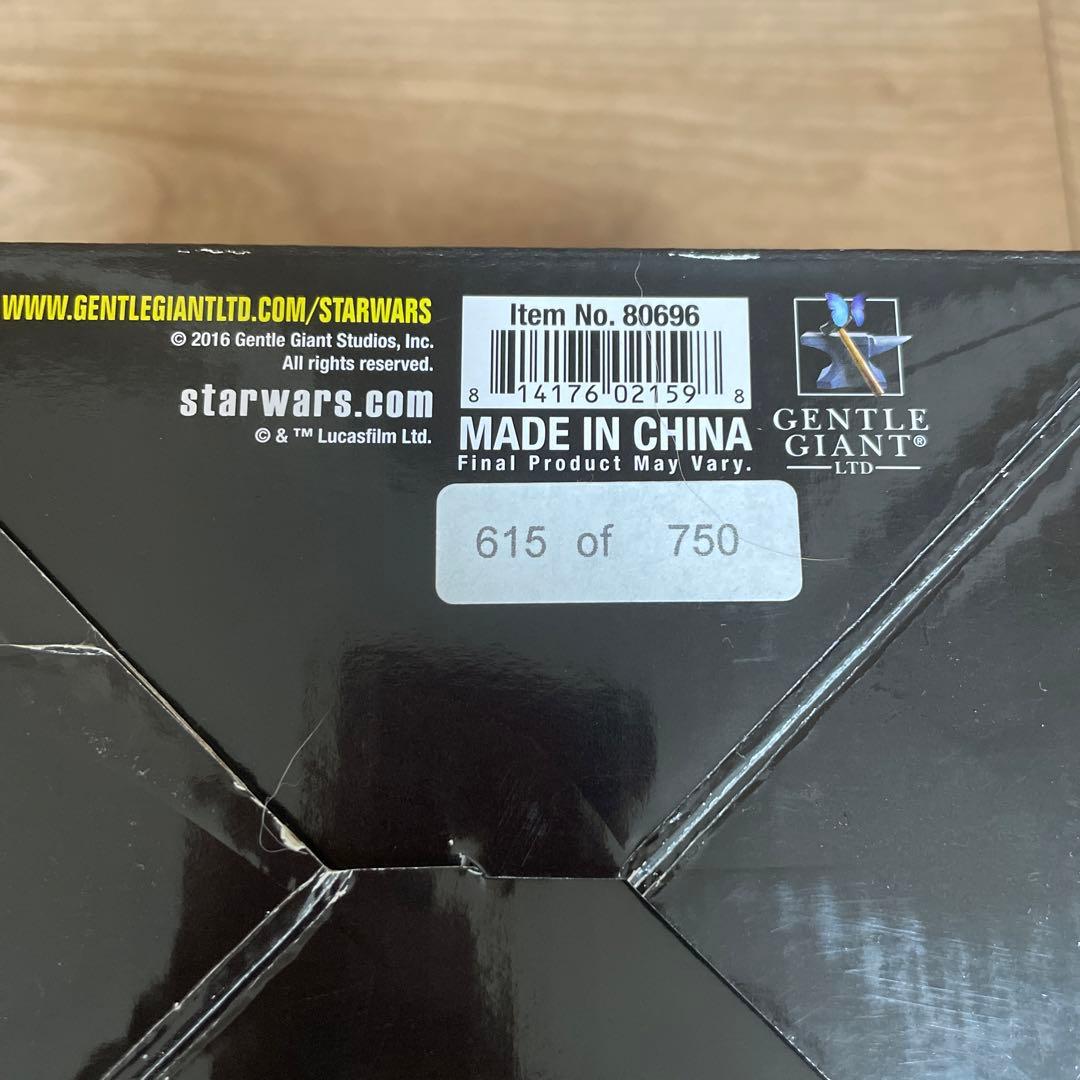 WWW.GENTLEGIANTLTD.COM/STARWARS
© 2016 Gentle Giant Studios, Inc.
All rights reserved.
starwars.com
© & ™ Lucasfilm Ltd.
Item No. 80696
8 14176 02159 8
MADE IN CHINA
Final Product May Vary.
GENTLE
GIANT®
LTD
615 of 750